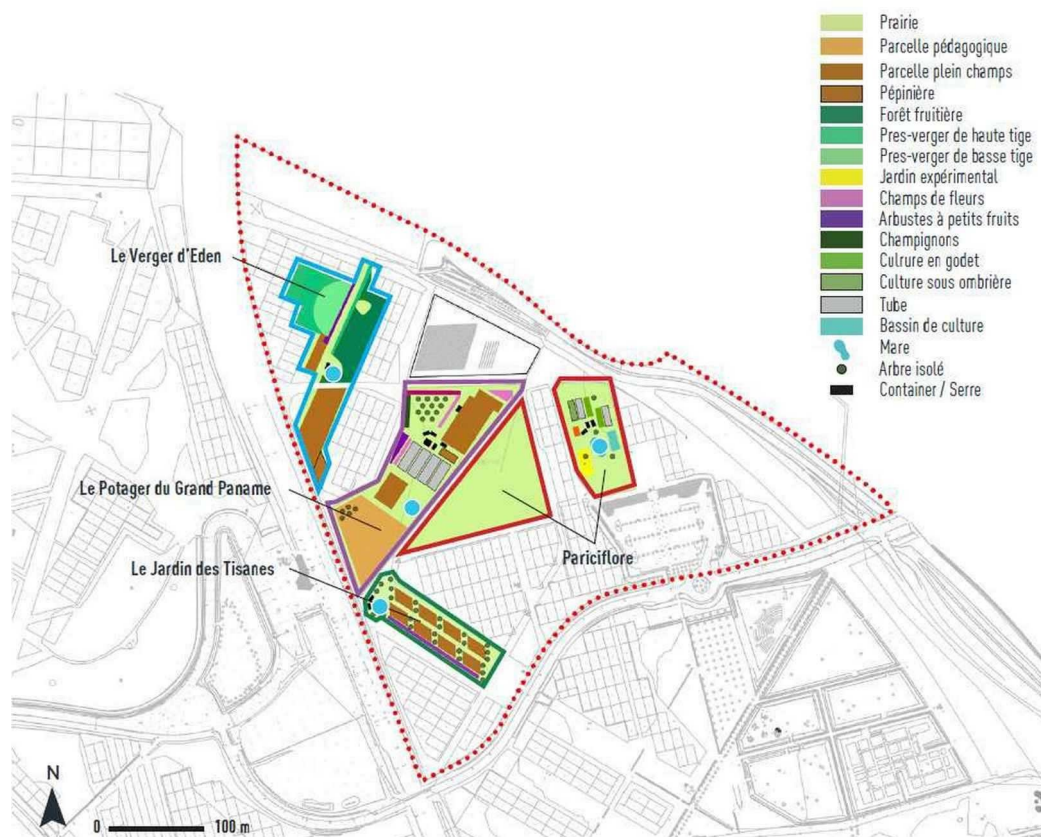 Prairie
Parcelle pédagogique
Parcelle plein champs
Pépinière
Forêt fruitière
Pres-verger de haute tige
Pres-verger de basse tige
Jardin expérimental
Champs de fleurs
Arbustes à petits fruits
Champignons
Culrure en godet
Culture sous ombrière
Tube
Bassin de culture
Mare
Arbre isolé
Container / Serre
Le Verger d'Eden
Le Potager du Grand Paname
Le Jardin des Tisanes
Pariciflore
N
0 100 m